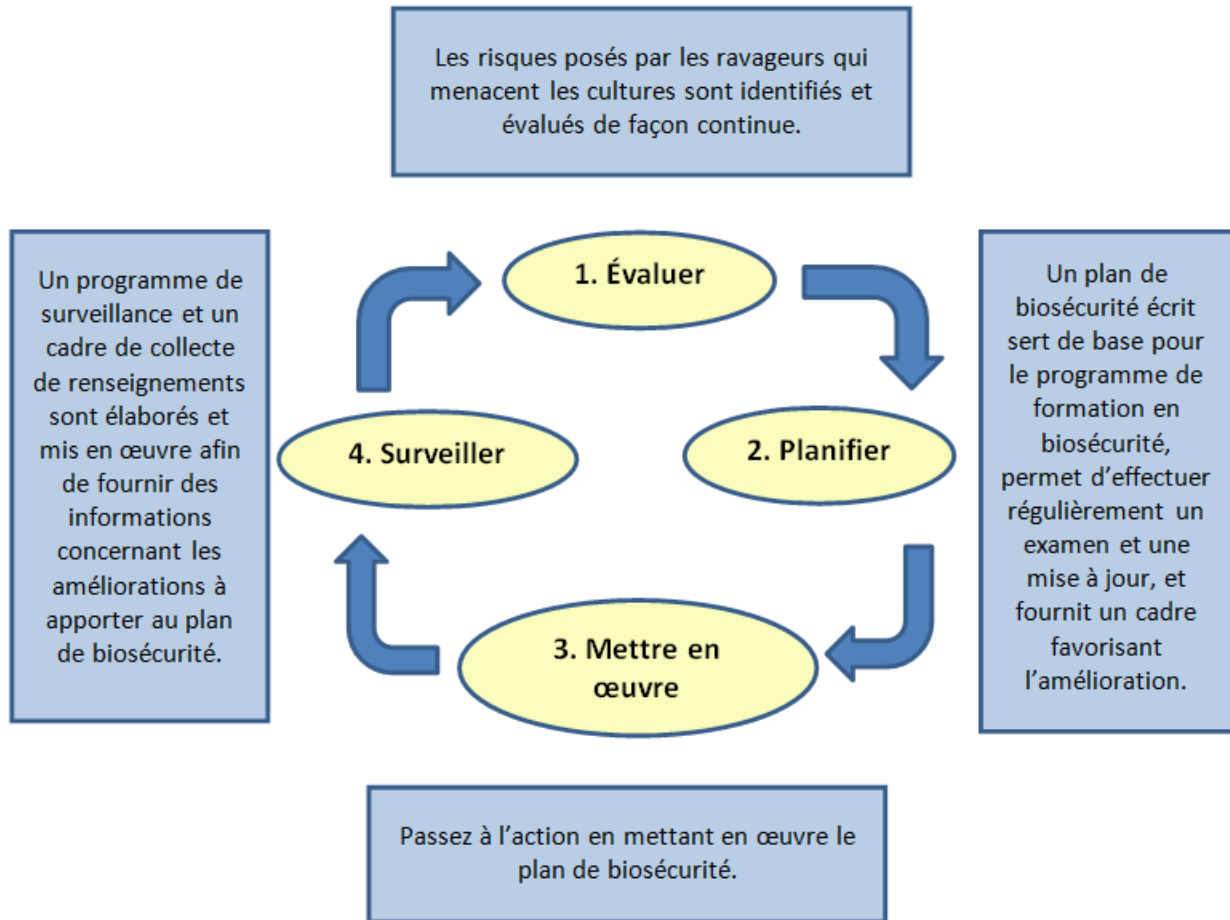 Les risques posés par les ravageurs qui
menacent les cultures sont identifiés et
évalués de façon continue.
1. Évaluer
Un plan de
biosécurité écrit
sert de base pour
le programme de
formation en
biosécurité,
permet d’effectuer
régulièrement un
examen et une
mise à jour, et
fournit un cadre
favorisant
l’amélioration.
2. Planifier
3. Mettre en
œuvre
Passez à l’action en mettant en œuvre le
plan de biosécurité.
4. Surveiller
Un programme de
surveillance et un
cadre de collecte
de renseignements
sont élaborés et
mis en œuvre afin
de fournir des
informations
concernant les
améliorations à
apporter au plan
de biosécurité.